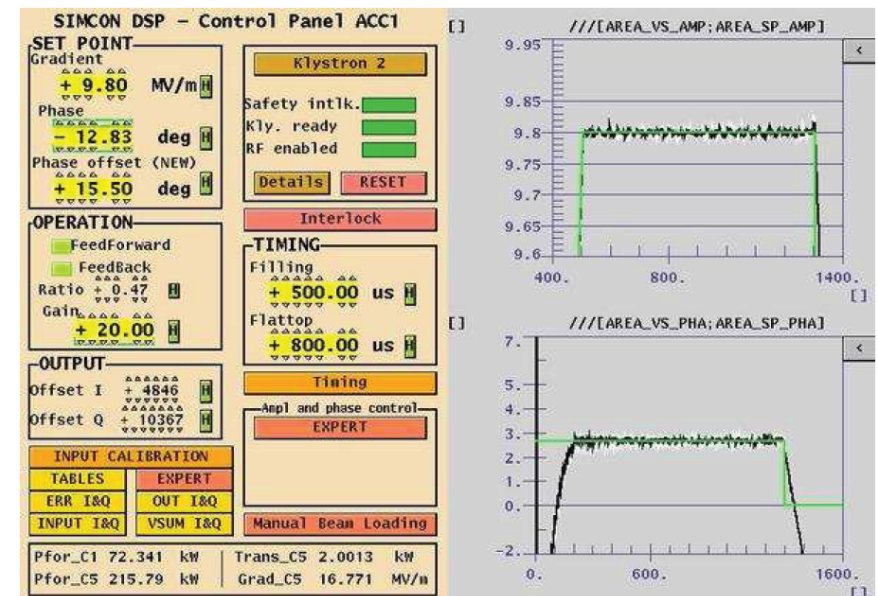 SIMCON DSP - Control Panel ACC1
SET POINT
Gradient
+ 9.80 MV/m H
Phase
- 12.83 deg H
Phase offset (NEW)
+ 15.50 deg H
Klystron 2
Safety intlk.
Kly. ready
RF enabled
Details RESET
Interlock
OPERATION
FeedForward
FeedBack
Ratio + 0.47 H
Gain
+ 20.00 H
TIMING
Filling
+ 500.00 us H
Flattop
+ 800.00 us H
Timing
OUTPUT
Offset I + 4846 H
Offset Q + 10367 H
Ampl and phase control
EXPERT
INPUT CALIBRATION
TABLES EXPERT
ERR I&Q OUT I&Q
INPUT I&Q VSUM I&Q
Manual Beam Loading
Pfor_C1 72.341 kW Trans_C5 2.0013 kW
Pfor_C5 215.79 kW Grad_C5 16.771 MV/m
[] ///[AREA_VS_AMP;AREA_SP_AMP]
<
9.95
9.85
9.8
9.75
9.7
9.65
9.6
400. 800. 1400.
[]
[] ///[AREA_VS_PHA;AREA_SP_PHA]
<
7.
5.
4.
3.
2.
1.
0.
-2.
0. 600. 1600.
[]